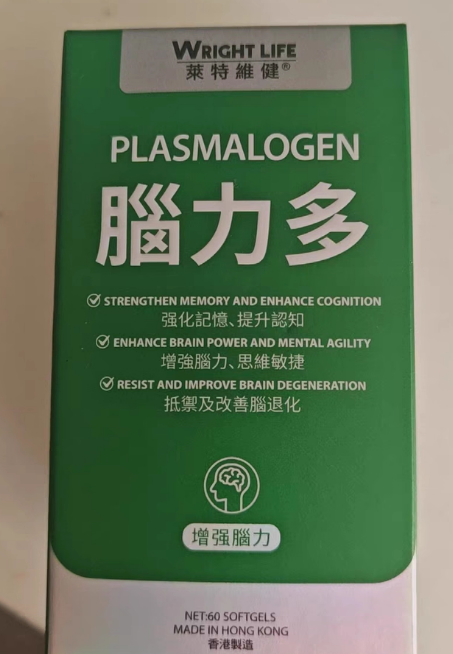 WRIGHT LIFE
萊特維健®
PLASMALOGEN
腦力多
STRENGTHEN MEMORY AND ENHANCE COGNITION
强化記憶、提升認知
ENHANCE BRAIN POWER AND MENTAL AGILITY
增強腦力、思維敏捷
RESIST AND IMPROVE BRAIN DEGENERATION
抵禦及改善腦退化
增强腦力
NET:60 SOFTGELS
MADE IN HONG KONG
香港製造